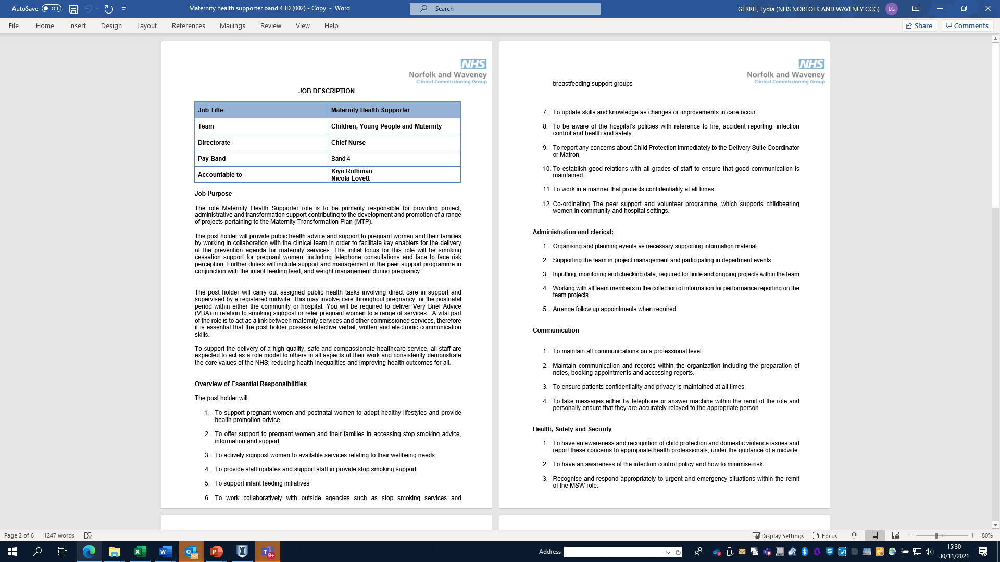 AutoSave Off
Maternity health supporter band 4 JD (002) - Copy - Word
Search
GERRIE, Lydia (NHS NORFOLK AND WAVENEY CCG) LG
File Home Insert Design Layout References Mailings Review View Help
Share Comments
NHS
Norfolk and Waveney
Clinical Commissioning Group
JOB DESCRIPTION
Job Title Maternity Health Supporter
Team Children, Young People and Maternity
Directorate Chief Nurse
Pay Band Band 4
Accountable to Kiya Rothman
Nicola Lovett
Job Purpose
The role Maternity Health Supporter role is to be primarily responsible for providing project,
administrative and transformation support contributing to the development and promotion of a range
of projects pertaining to the Maternity Transformation Plan (MTP).
The post holder will provide public health advice and support to pregnant women and their families
by working in collaboration with the clinical team in order to facilitate key enablers for the delivery
of the prevention agenda for maternity services. The initial focus for this role will be smoking
cessation support for pregnant women, including telephone consultations and face to face risk
perception. Further duties will include support and management of the peer support programme in
conjunction with the infant feeding lead, and weight management during pregnancy.
The post holder will carry out assigned public health tasks involving direct care in support and
supervised by a registered midwife. This may involve care throughout pregnancy, or the postnatal
period within either the community or hospital. You will be required to deliver Very Brief Advice
(VBA) in relation to smoking signpost or refer pregnant women to a range of services . A vital part
of the role is to act as a link between maternity services and other commissioned services, therefore
it is essential that the post holder possess effective verbal, written and electronic communication
skills.
To support the delivery of a high quality, safe and compassionate healthcare service, all staff are
expected to act as a role model to others in all aspects of their work and consistently demonstrate
the core values of the NHS; reducing health inequalities and improving health outcomes for all.
Overview of Essential Responsibilities
The post holder will:
1. To support pregnant women and postnatal women to adopt healthy lifestyles and provide
health promotion advice
2. To offer support to pregnant women and their families in accessing stop smoking advice,
information and support.
3. To actively signpost women to available services relating to their wellbeing needs
4. To provide staff updates and support staff in provide stop smoking support
5. To support infant feeding initiatives
6. To work collaboratively with outside agencies such as stop smoking services and
NHS
Norfolk and Waveney
Clinical Commissioning Group
breastfeeding support groups
7. To update skills and knowledge as changes or improvements in care occur.
8. To be aware of the hospital's policies with reference to fire, accident reporting, infection
control and health and safety.
9. To report any concerns about Child Protection immediately to the Delivery Suite Coordinator
or Matron.
10. To establish good relations with all grades of staff to ensure that good communication is
maintained.
11. To work in a manner that protects confidentiality at all times.
12. Co-ordinating The peer support and volunteer programme, which supports childbearing
women in community and hospital settings.
Administration and clerical:
1. Organising and planning events as necessary supporting information material
2. Supporting the team in project management and participating in department events
3. Inputting, monitoring and checking data, required for finite and ongoing projects within the team
4. Working with all team members in the collection of information for performance reporting on the
team projects
5. Arrange follow up appointments when required
Communication
1. To maintain all communications on a professional level.
2. Maintain communication and records within the organization including the preparation of
notes, booking appointments and accessing reports.
3. To ensure patients confidentiality and privacy is maintained at all times.
4. To take messages either by telephone or answer machine within the remit of the role and
personally ensure that they are accurately relayed to the appropriate person
Health, Safety and Security
1. To have an awareness and recognition of child protection and domestic violence issues and
report these concerns to appropriate health professionals, under the guidance of a midwife.
2. To have an awareness of the infection control policy and how to minimise risk.
3. Recognise and respond appropriately to urgent and emergency situations within the remit
of the MSW role.
Page 2 of 6 1247 words
Display Settings Focus 80%
Address
15:30
30/11/2021
9+